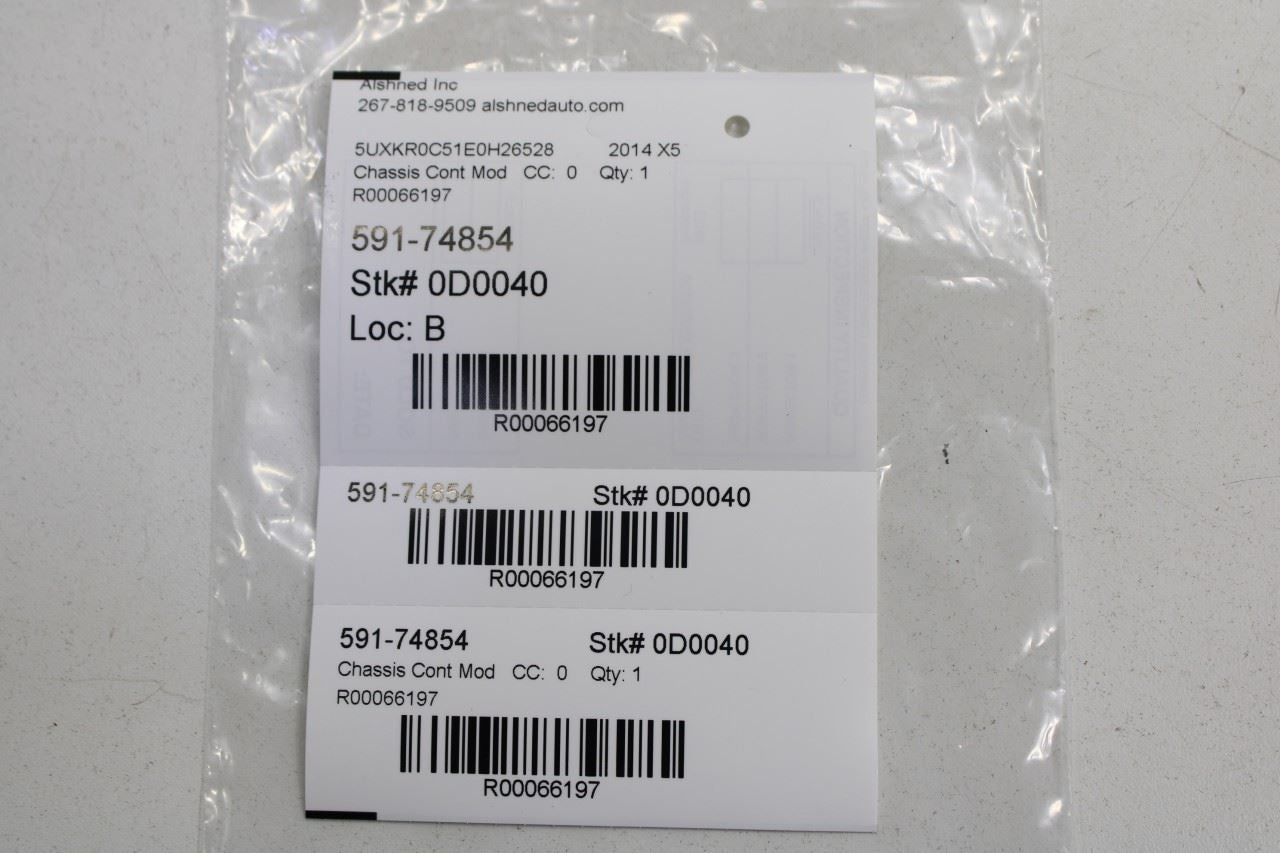 Alshned Inc
267-818-9509 alshnedauto.com
5UXKR0C51E0H26528 2014 X5
Chassis Cont Mod CC: 0 Qty: 1
R00066197
591-74854
Stk# 0D0040
Loc: B
R00066197
591-74854 Stk# 0D0040
R00066197
591-74854 Stk# 0D0040
Chassis Cont Mod CC: 0 Qty: 1
R00066197
R00066197